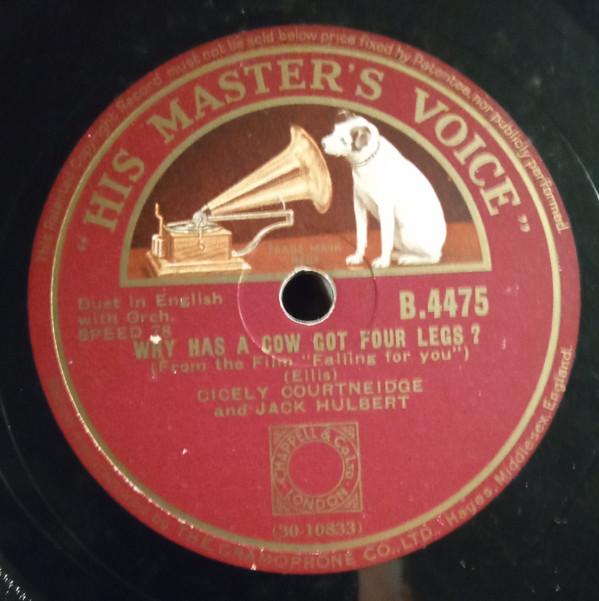 This Patented Copyright Record must not be sold below price fixed by Patentee, nor publicly performed.
"HIS MASTER'S VOICE"
TRADE MARK
Duet in English
with Orch.
SPEED 78
B.4475
WHY HAS A COW GOT FOUR LEGS?
(From the Film "Falling for you")
(Ellis)
CICELY COURTNEIDGE
and JACK HULBERT
CHAPPELL & Co. Ltd.
LONDON
(30-10833)
by THE GRAMOPHONE CO., LTD., Hayes, Middlesex, England.